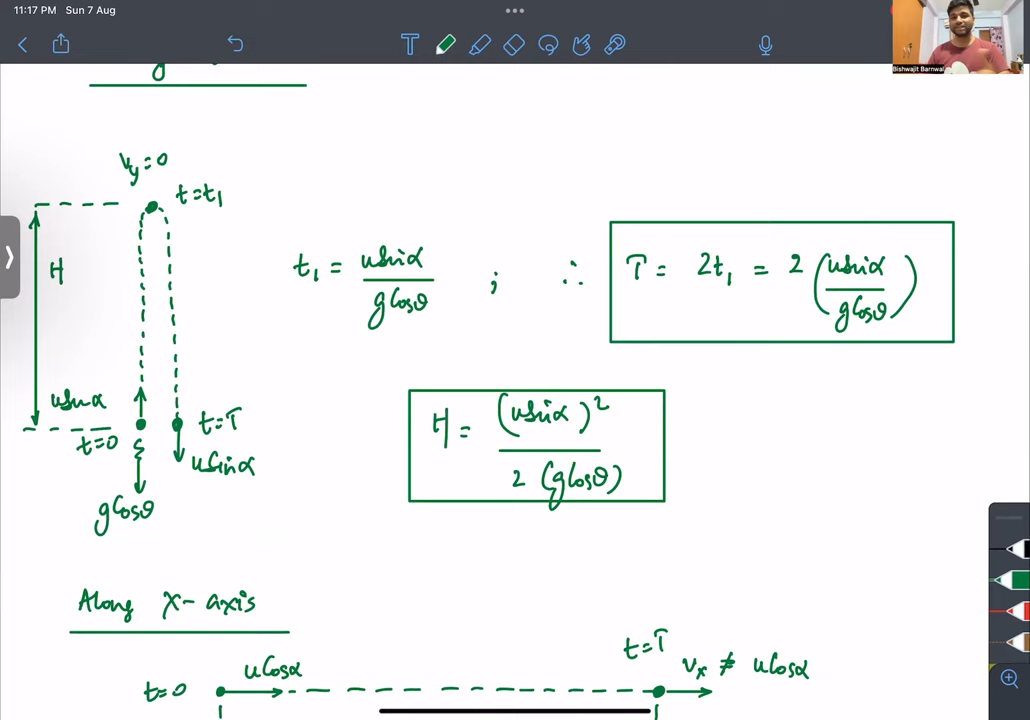 11:17 PM Sun 7 Aug
Bishwajit Barnwal
v_y = 0
t = t₁
H
t₁ = usinα / gcosθ ; ∴ T = 2t₁ = 2 (usinα / gcosθ)
usinα
t=0
t=T
usinα
gcosθ
H = (usinα)² / 2 (gcosθ)
Along X-axis
t=T
ucosα
vₓ ≠ ucosα
t=0